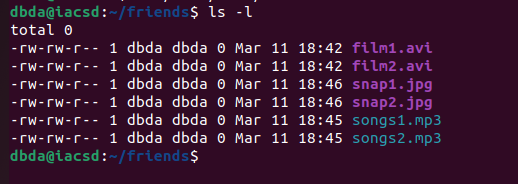 dbda@iacsd:~/friends$ ls -l
total 0
-rw-rw-r-- 1 dbda dbda 0 Mar 11 18:42 film1.avi
-rw-rw-r-- 1 dbda dbda 0 Mar 11 18:42 film2.avi
-rw-rw-r-- 1 dbda dbda 0 Mar 11 18:46 snap1.jpg
-rw-rw-r-- 1 dbda dbda 0 Mar 11 18:46 snap2.jpg
-rw-rw-r-- 1 dbda dbda 0 Mar 11 18:45 songs1.mp3
-rw-rw-r-- 1 dbda dbda 0 Mar 11 18:45 songs2.mp3
dbda@iacsd:~/friends$